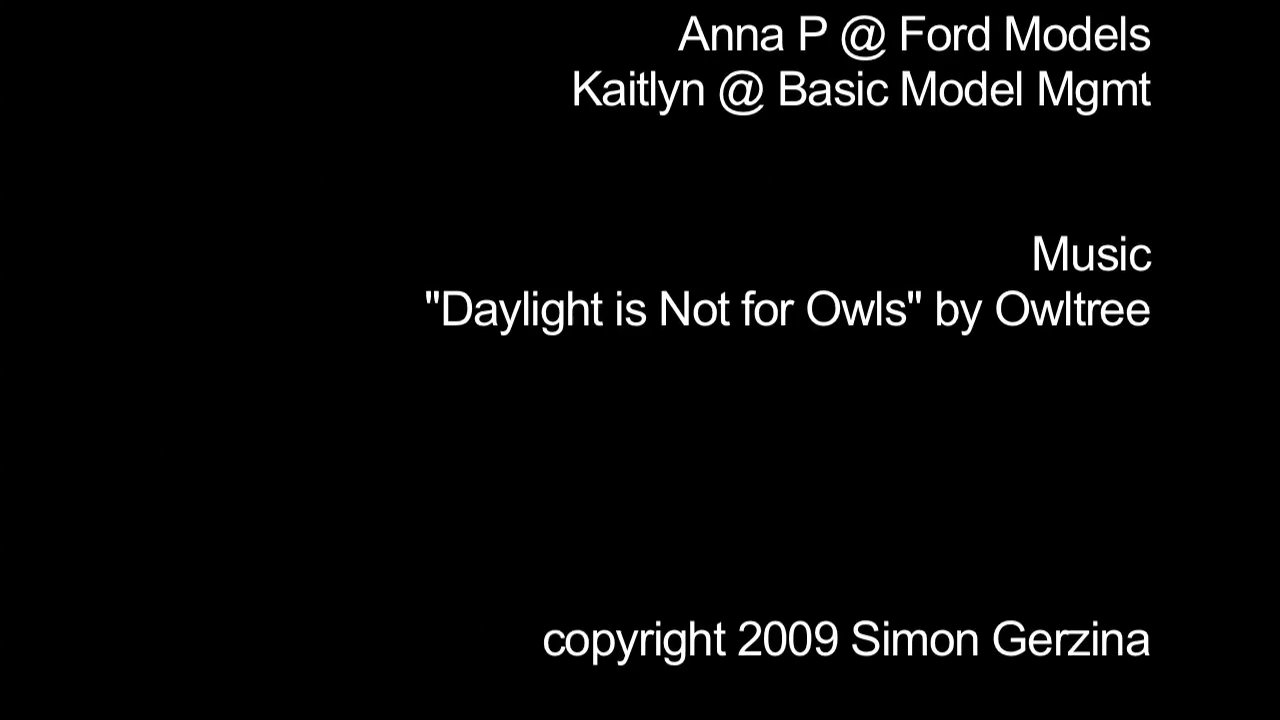 Anna P @ Ford Models
Kaitlyn @ Basic Model Mgmt
Music
"Daylight is Not for Owls" by Owltree
copyright 2009 Simon Gerzina